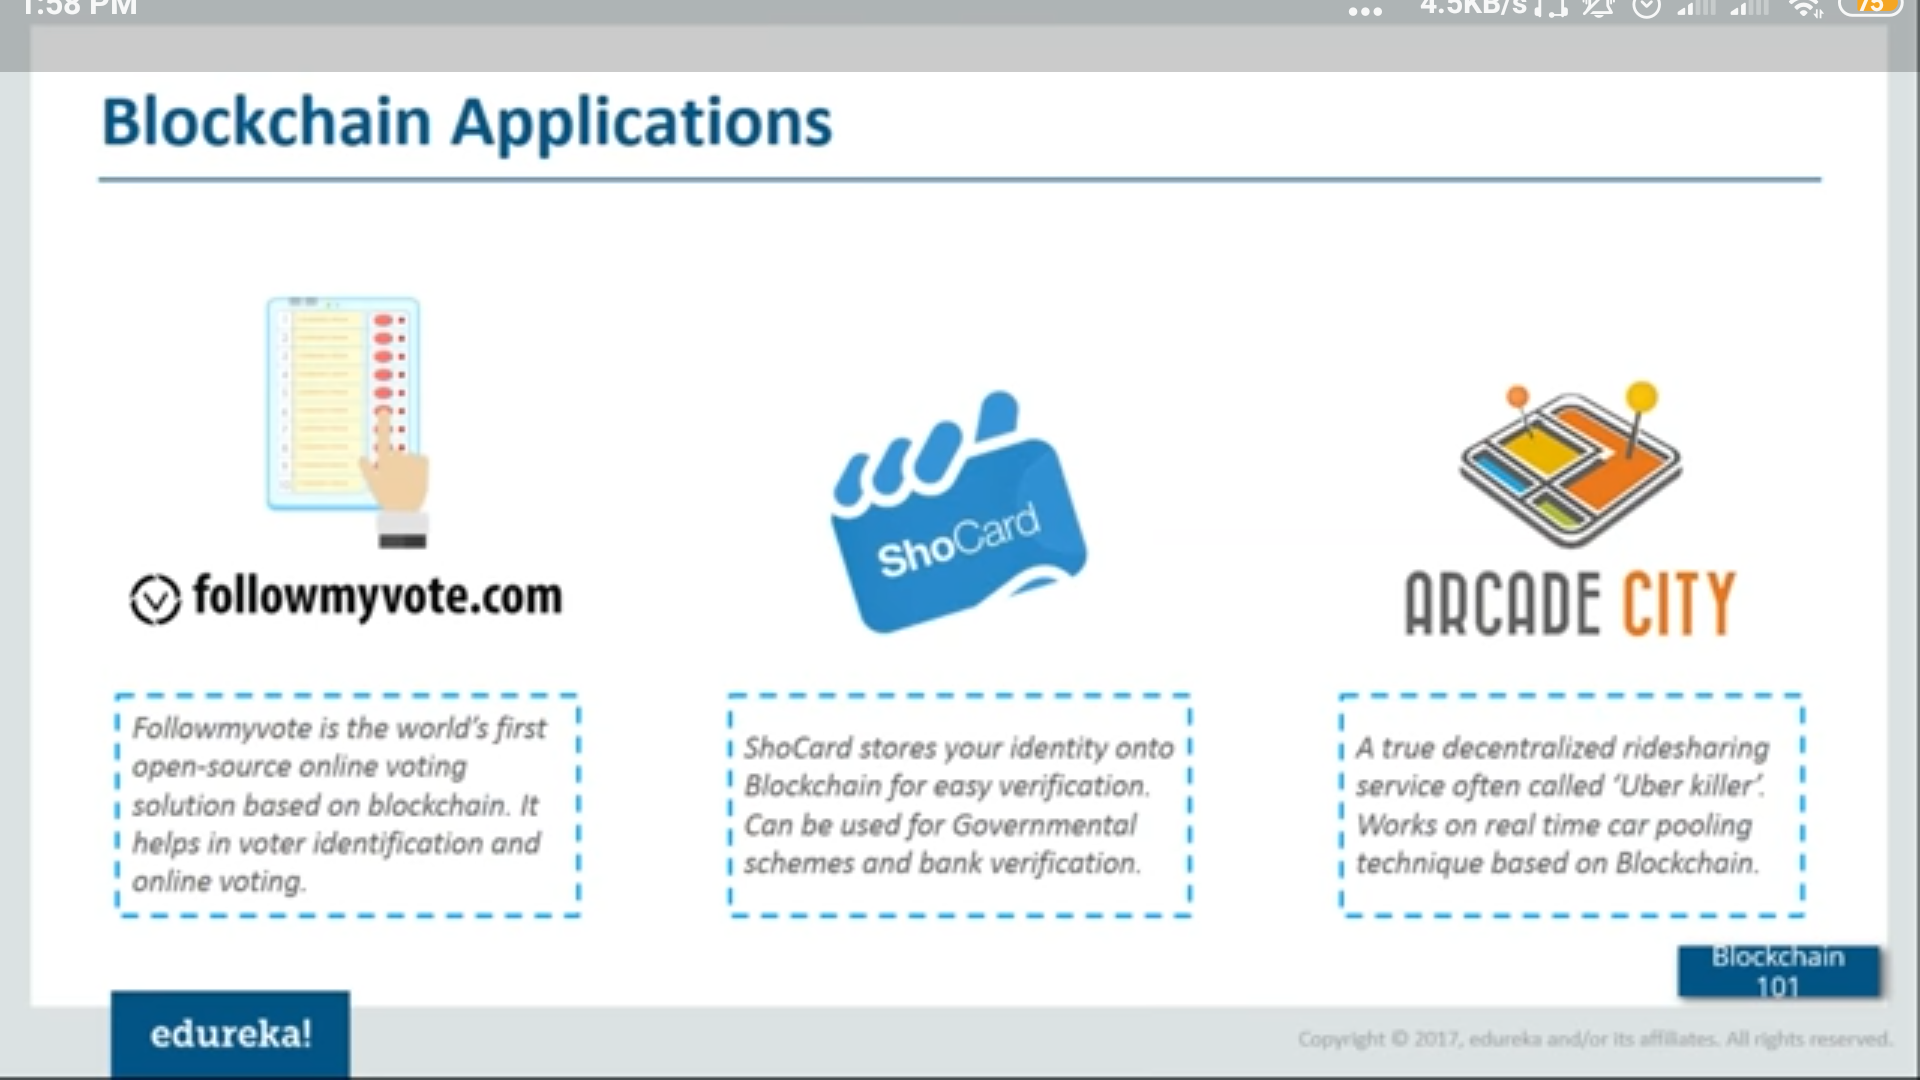 1:58 PM
... 4.5KB/s 75
Blockchain Applications
followmyvote.com
ShoCard
ARCADE CITY
Followmyvote is the world's first
open-source online voting
solution based on blockchain. It
helps in voter identification and
online voting.
ShoCard stores your identity onto
Blockchain for easy verification.
Can be used for Governmental
schemes and bank verification.
A true decentralized ridesharing
service often called ‘Uber killer’.
Works on real time car pooling
technique based on Blockchain.
Blockchain
101
edureka!
Copyright © 2017, edureka and/or its affiliates. All rights reserved.